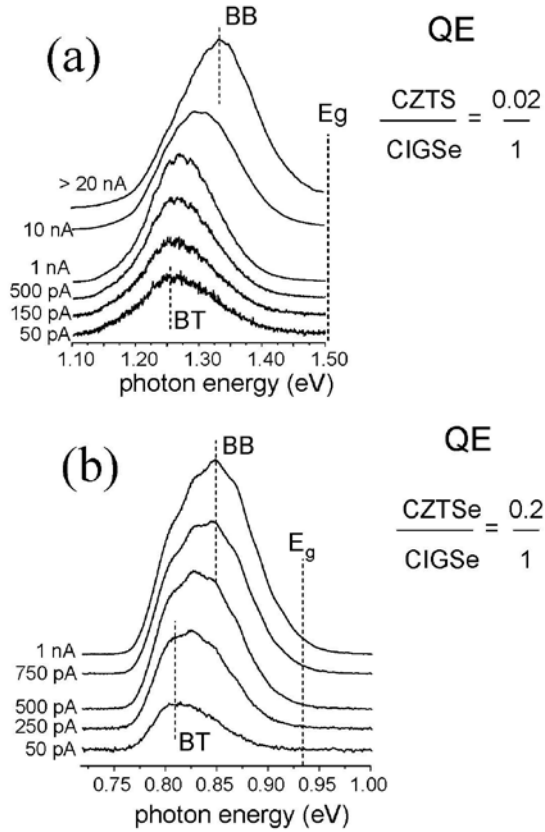 (a)
BB
QE
CZTS
CIGSe
=
0.02
1
Eg
> 20 nA
10 nA
1 nA
500 pA
150 pA
50 pA
BT
1.10 1.20 1.30 1.40 1.50
photon energy (eV)
(b)
BB
QE
CZTSe
CIGSe
=
0.2
1
Eg
1 nA
750 pA
500 pA
250 pA
50 pA
BT
0.75 0.80 0.85 0.90 0.95 1.00
photon energy (eV)